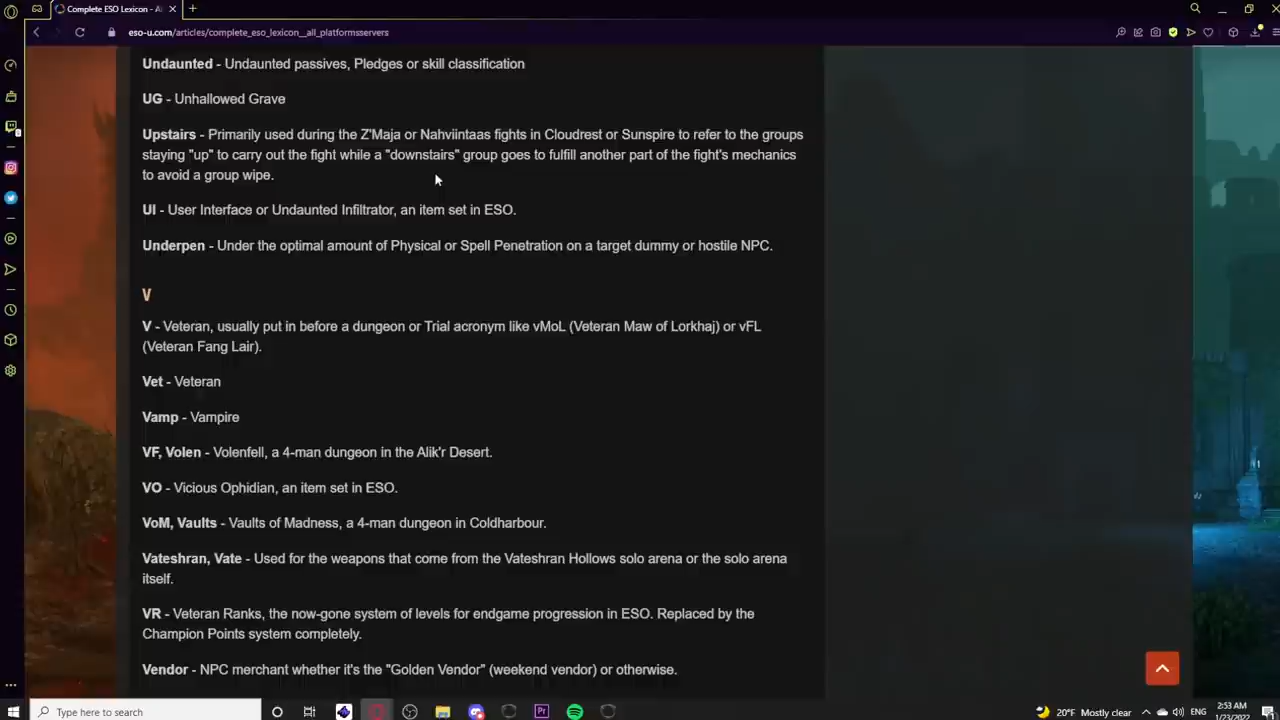 Complete ESO Lexicon -
eso-u.com/articles/complete_eso_lexicon__all_platformsservers
Undaunted - Undaunted passives, Pledges or skill classification
UG - Unhallowed Grave
Upstairs - Primarily used during the Z'Maja or Nahviintaas fights in Cloudrest or Sunspire to refer to the groups
staying "up" to carry out the fight while a "downstairs" group goes to fulfill another part of the fight's mechanics
to avoid a group wipe.
UI - User Interface or Undaunted Infiltrator, an item set in ESO.
Underpen - Under the optimal amount of Physical or Spell Penetration on a target dummy or hostile NPC.
V
V - Veteran, usually put in before a dungeon or Trial acronym like vMoL (Veteran Maw of Lorkhaj) or vFL
(Veteran Fang Lair).
Vet - Veteran
Vamp - Vampire
VF, Volen - Volenfell, a 4-man dungeon in the Alik'r Desert.
VO - Vicious Ophidian, an item set in ESO.
VoM, Vaults - Vaults of Madness, a 4-man dungeon in Coldharbour.
Vateshran, Vate - Used for the weapons that come from the Vateshran Hollows solo arena or the solo arena
itself.
VR - Veteran Ranks, the now-gone system of levels for endgame progression in ESO. Replaced by the
Champion Points system completely.
Vendor - NPC merchant whether it's the "Golden Vendor" (weekend vendor) or otherwise.
Type here to search
Pr
20°F Mostly clear
ENG
2:53 AM
1/23/2022